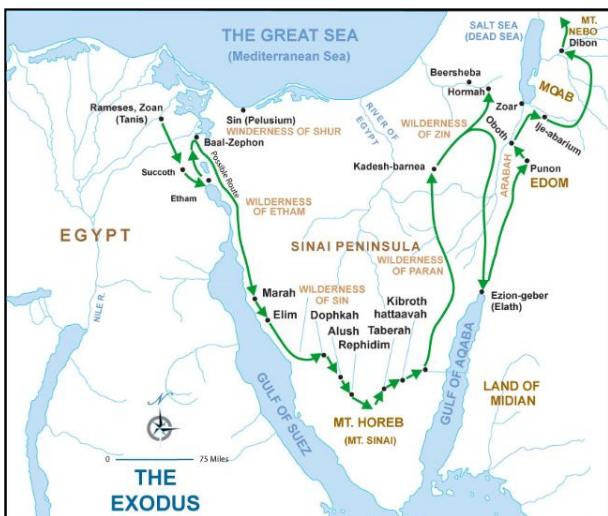 THE GREAT SEA
(Mediterranean Sea)
SALT SEA
(DEAD SEA)
MT.
NEBO
Dibon
Beersheba
Hormah
MOAB
Zoar
Rameses, Zoan
(Tanis)
Sin (Pelusium)
WINDERNESS OF SHUR
Baal-Zephon
RIVER OF
EGYPT
WILDERNESS
OF ZIN
Oboth
Ije-abarium
Possible Route
Succoth
Etham
Kadesh-barnea
ARABAH
Punon
EDOM
WILDERNESS
OF ETHAM
EGYPT
SINAI PENINSULA
WILDERNESS
OF PARAN
NILE R.
Marah
Elim
WILDERNESS
OF SIN
Dophkah
Alush
Rephidim
Kibroth
hattaavah
Taberah
Ezion-geber
(Elath)
GULF OF SUEZ
GULF OF AQABA
LAND OF
MIDIAN
MT. HOREB
(MT. SINAI)
N
0 75 Miles
THE
EXODUS